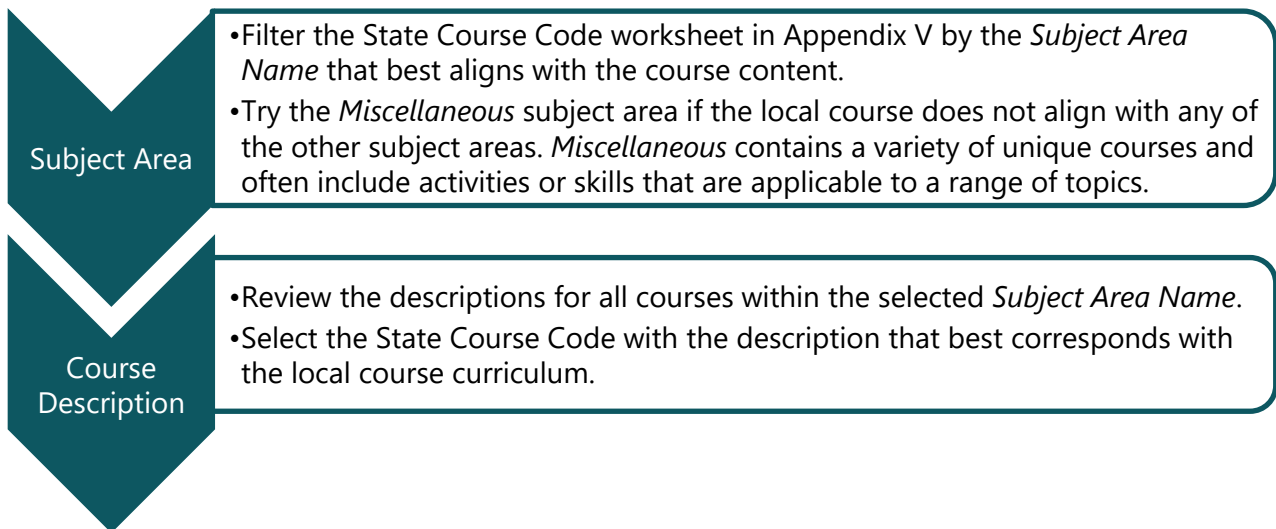 Subject Area
•Filter the State Course Code worksheet in Appendix V by the Subject Area
Name that best aligns with the course content.
•Try the Miscellaneous subject area if the local course does not align with any of
the other subject areas. Miscellaneous contains a variety of unique courses and
often include activities or skills that are applicable to a range of topics.
Course
Description
•Review the descriptions for all courses within the selected Subject Area Name.
•Select the State Course Code with the description that best corresponds with
the local course curriculum.